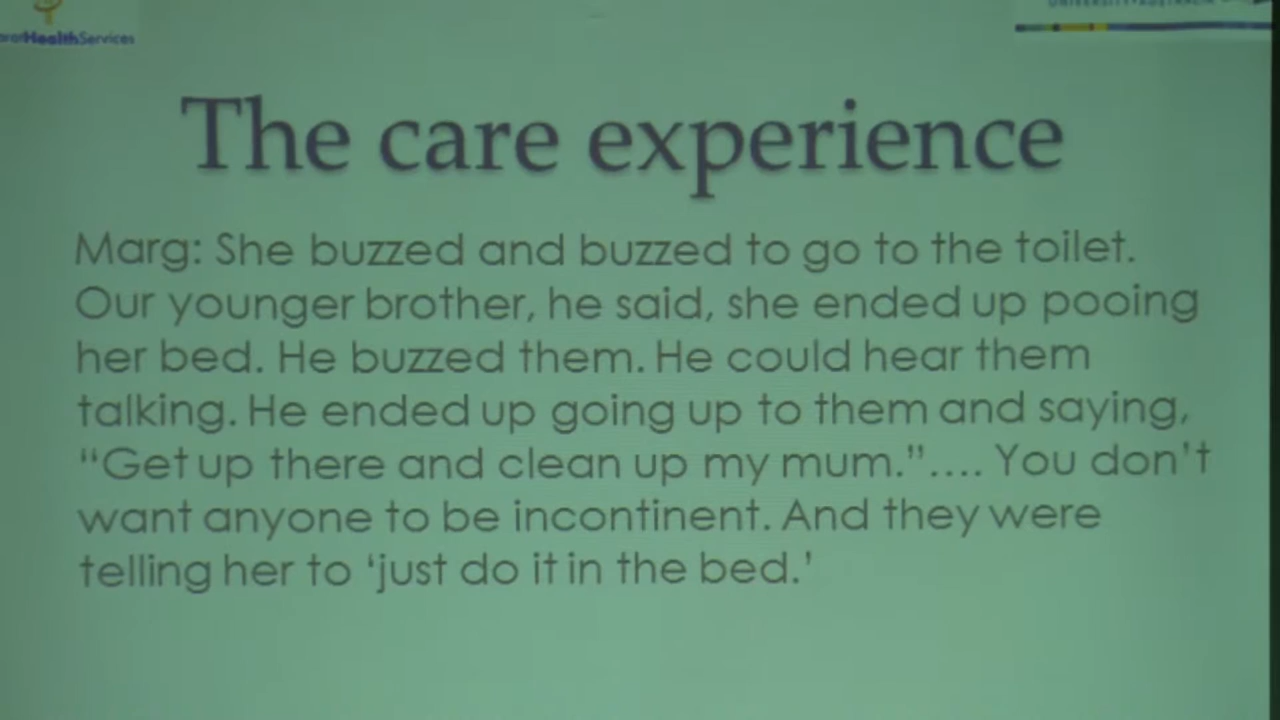 HealthServices
The care experience
Marg: She buzzed and buzzed to go to the toilet.
Our younger brother, he said, she ended up pooing
her bed. He buzzed them. He could hear them
talking. He ended up going up to them and saying,
“Get up there and clean up my mum.”.... You don’t
want anyone to be incontinent. And they were
telling her to ‘just do it in the bed.’